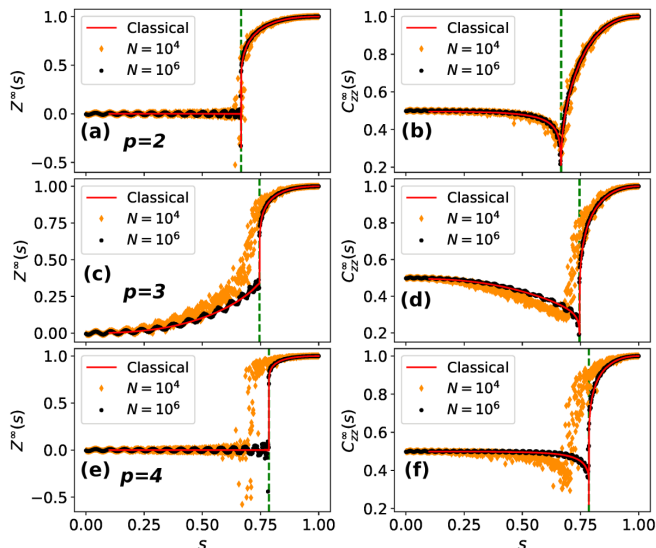 1.0
0.5
0.0
−0.5
Z^∞(s)
Classical
N = 10^4
N = 10^6
(a)
p=2
1.0
0.8
0.6
0.4
0.2
C_zz^∞(s)
Classical
N = 10^4
N = 10^6
(b)
1.00
0.75
0.50
0.25
0.00
Z^∞(s)
Classical
N = 10^4
N = 10^6
(c)
p=3
1.0
0.8
0.6
0.4
0.2
C_zz^∞(s)
Classical
N = 10^4
N = 10^6
(d)
1.0
0.5
0.0
−0.5
Z^∞(s)
Classical
N = 10^4
N = 10^6
(e)
p=4
0.00 0.25 0.50 0.75 1.00
s
1.0
0.8
0.6
0.4
0.2
C_zz^∞(s)
Classical
N = 10^4
N = 10^6
(f)
0.00 0.25 0.50 0.75 1.00
s